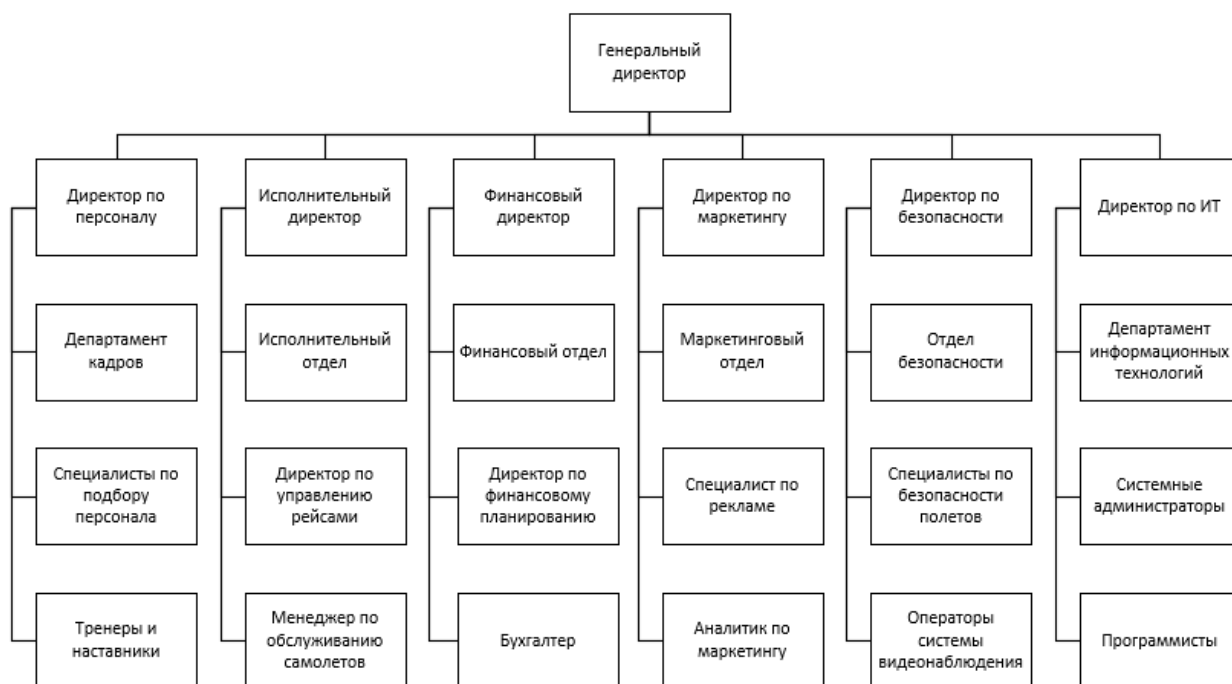 Генеральный
директор
Директор по
персоналу
Исполнительный
директор
Финансовый
директор
Директор по
маркетингу
Директор по
безопасности
Директор по ИТ
Департамент
кадров
Исполнительный
отдел
Финансовый отдел
Маркетинговый
отдел
Отдел
безопасности
Департамент
информационных
технологий
Специалисты по
подбору
персонала
Директор по
управлению
рейсами
Директор по
финансовому
планированию
Специалист по
рекламе
Специалисты по
безопасности
полетов
Системные
администраторы
Тренеры и
наставники
Менеджер по
обслуживанию
самолетов
Бухгалтер
Аналитик по
маркетингу
Операторы
системы
видеонаблюдения
Программисты